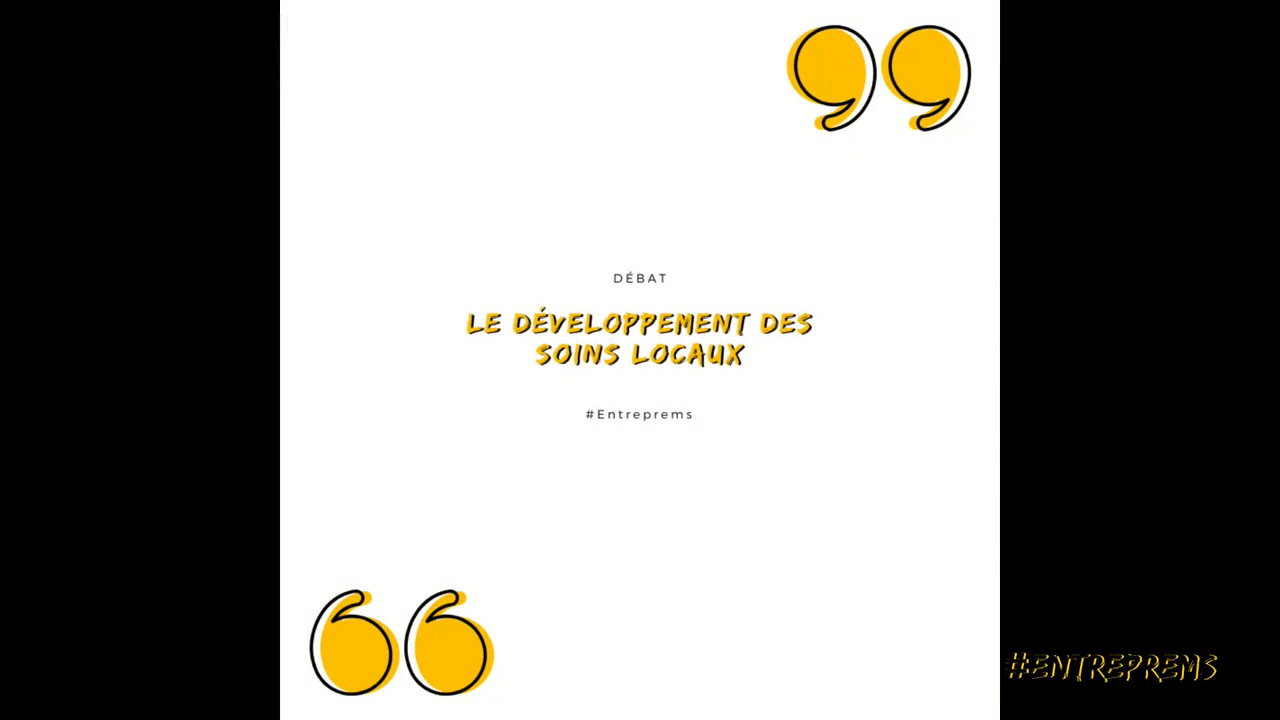 DÉBAT
LE DÉVELOPPEMENT DES
SOINS LOCAUX
#Entreprems
#ENTREPREMS